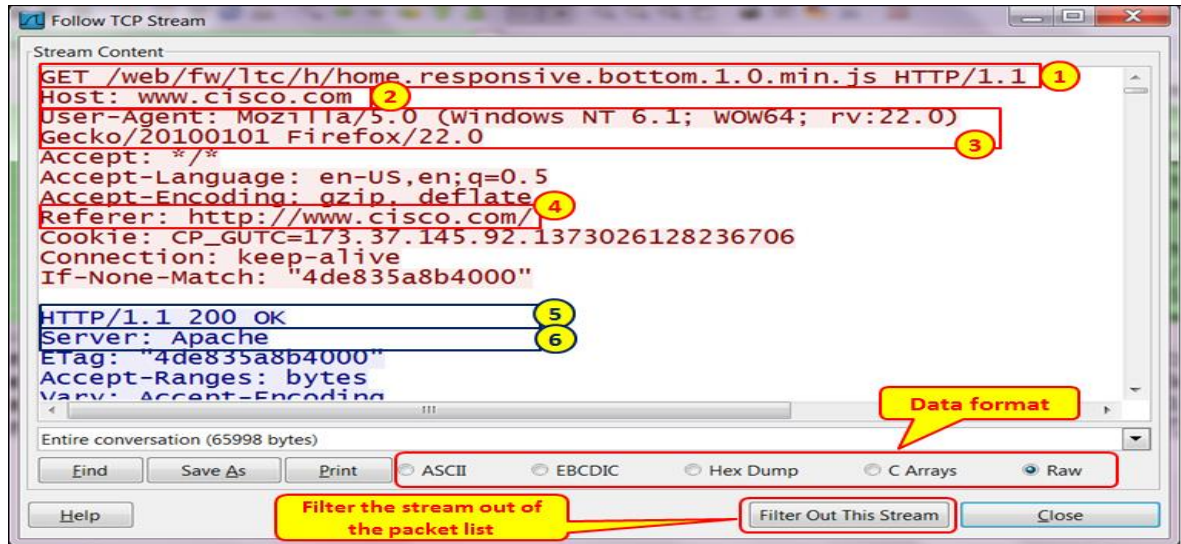 Follow TCP Stream
Stream Content
GET /web/fw/ltc/h/home.responsive.bottom.1.0.min.js HTTP/1.1 1
Host: www.cisco.com 2
User-Agent: Mozilla/5.0 (Windows NT 6.1; WOW64; rv:22.0)
Gecko/20100101 Firefox/22.0 3
Accept: */*
Accept-Language: en-US,en;q=0.5
Accept-Encoding: gzip, deflate
Referer: http://www.cisco.com/ 4
Cookie: CP_GUTC=173.37.145.92.1373026128236706
Connection: keep-alive
If-None-Match: "4de835a8b4000"
HTTP/1.1 200 OK 5
Server: Apache 6
ETag: "4de835a8b4000"
Accept-Ranges: bytes
Vary: Accept-Encoding
Data format
Entire conversation (65998 bytes)
Find Save As Print ASCII EBCDIC Hex Dump C Arrays Raw
Filter the stream out of
the packet list
Help Filter Out This Stream Close